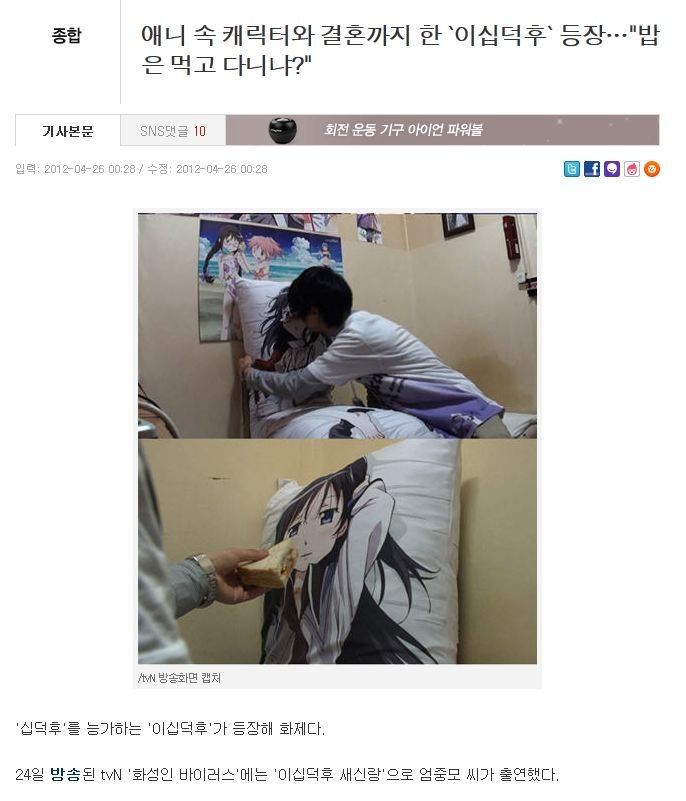 종합
애니 속 캐릭터와 결혼까지 한 `이십덕후` 등장…"밥
은 먹고 다니냐?"
기사본문
SNS댓글 10
회전 운동 기구 아이언 파워볼
입력: 2012-04-26 00:28 / 수정: 2012-04-26 00:28
/tvN 방송화면 캡처
'십덕후'를 능가하는 '이십덕후'가 등장해 화제다.
24일 방송된 tvN '화성인 바이러스'에는 '이십덕후 새신랑'으로 엄중모 씨가 출연했다.